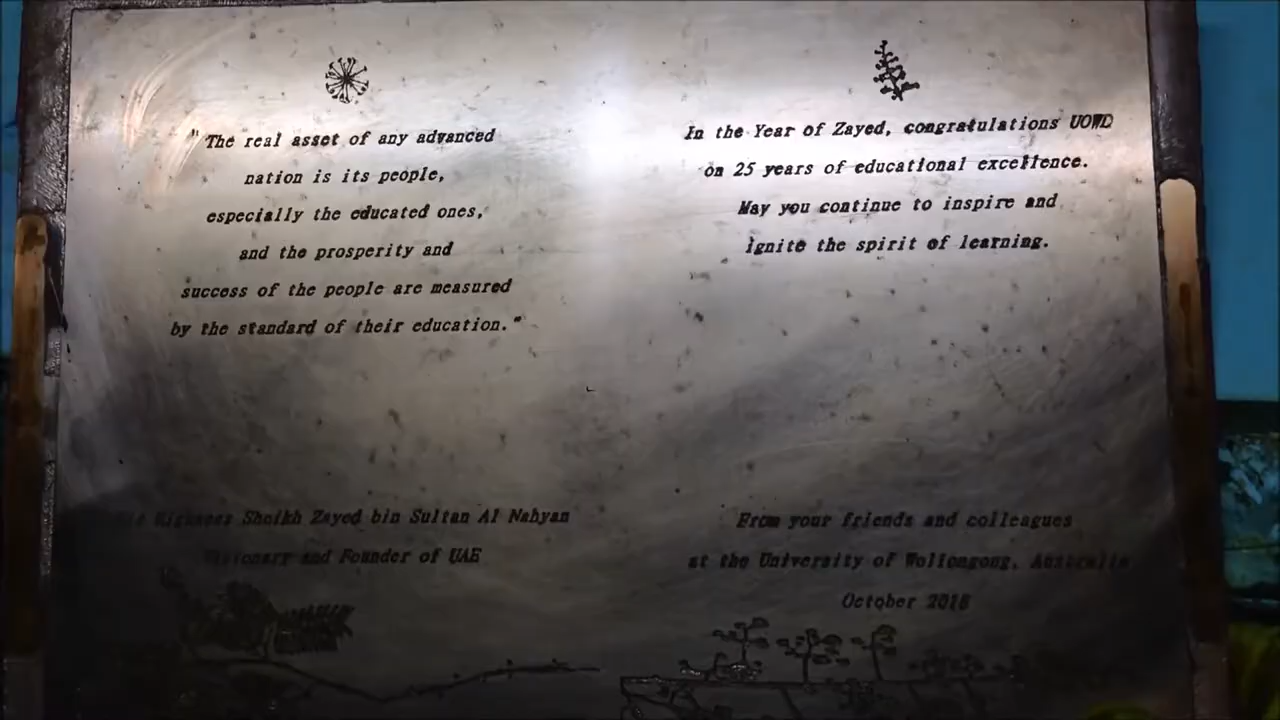 "The real asset of any advanced
nation is its people,
especially the educated ones,
and the prosperity and
success of the people are measured
by the standard of their education."
His Highness Sheikh Zayed bin Sultan Al Nahyan
Visionary and Founder of UAE
In the Year of Zayed, congratulations UOWD
on 25 years of educational excellence.
May you continue to inspire and
ignite the spirit of learning.
From your friends and colleagues
at the University of Wollongong, Australia
October 2018